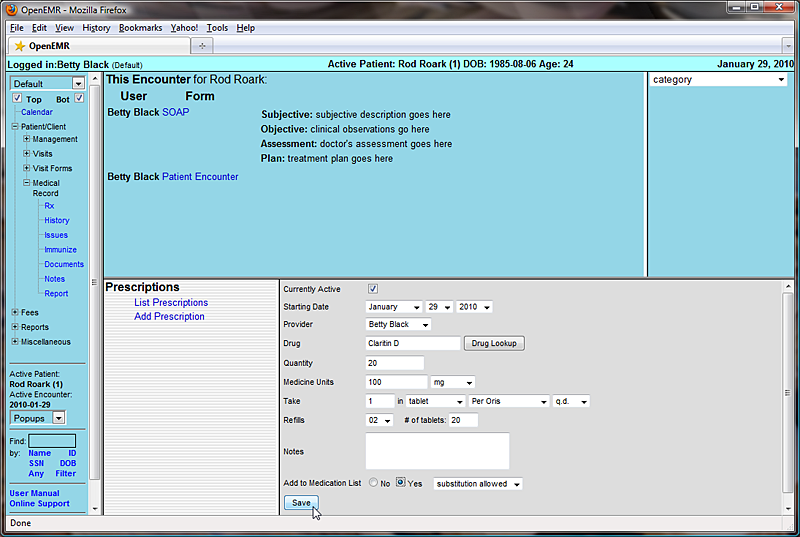 OpenEMR - Mozilla Firefox
File Edit View History Bookmarks Yahoo! Tools Help
OpenEMR
Logged in:Betty Black (Default)
Active Patient: Rod Roark (1) DOB: 1985-08-06 Age: 24
January 29, 2010
Default
Top Bot
Calendar
Patient/Client
Management
Visits
Visit Forms
Medical
Record
Rx
History
Issues
Immunize
Documents
Notes
Report
Fees
Reports
Miscellaneous
Active Patient:
Rod Roark (1)
Active Encounter:
2010-01-29
Popups
Find:
by: Name ID
SSN DOB
Any Filter
User Manual
Online Support
This Encounter for Rod Roark:
User Form
Betty Black SOAP
Subjective: subjective description goes here
Objective: clinical observations go here
Assessment: doctor's assessment goes here
Plan: treatment plan goes here
Betty Black Patient Encounter
category
Prescriptions
List Prescriptions
Add Prescription
Currently Active
Starting Date January 29 2010
Provider Betty Black
Drug Claritin D Drug Lookup
Quantity 20
Medicine Units 100 mg
Take 1 in tablet Per Oris q.d.
Refills 02 # of tablets: 20
Notes
Add to Medication List No Yes substitution allowed
Save
Done